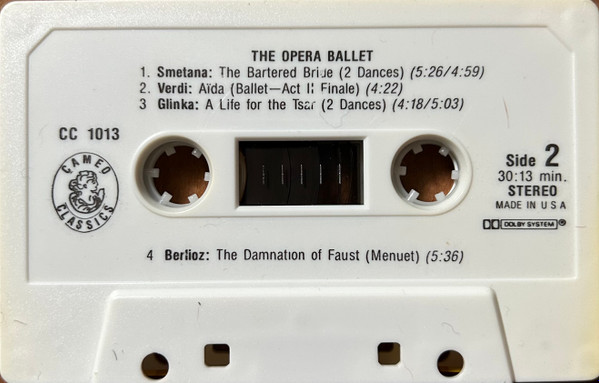 THE OPERA BALLET
1. Smetana: The Bartered Bride (2 Dances) (5:26/4:59)
2. Verdi: Aïda (Ballet—Act II Finale) (4:22)
3 Glinka: A Life for the Tsar (2 Dances) (4:18/5:03)
CC 1013
CAMEO CLASSICS
Side 2
30:13 min.
STEREO
MADE IN USA
DOLBY SYSTEM ®
4 Berlioz: The Damnation of Faust (Menuet) (5:36)